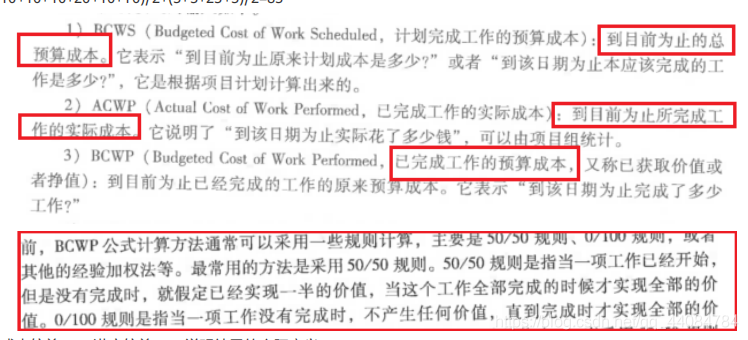 10+10+10+20+10+10)/2+(5+5+25+5)/2=85
1) BCWS (Budgeted Cost of Work Scheduled, 计划完成工作的预算成本): 到目前为止的总
预算成本。它表示“到目前为止原来计划成本是多少?”或者“到该日期为止本应该完成的工
作是多少?”, 它是根据项目计划计算出来的。
2) ACWP (Actual Cost of Work Performed, 已完成工作的实际成本): 到目前为止所完成工
作的实际成本。它说明了“到该日期为止实际花了多少钱”, 可以由项目组统计。
3) BCWP (Budgeted Cost of Work Performed, 已完成工作的预算成本, 又称已获取价值或
者挣值): 到目前为止已经完成的工作的原来预算成本。它表示“到该日期为止完成了多少
工作?”
前, BCWP 公式计算方法通常可以采用一些规则计算, 主要是 50/50 规则、0/100 规则, 或者
其他的经验加权法等。最常用的方法是采用 50/50 规则。50/50 规则是指当一项工作已经开始,
但是没有完成时, 就假定已经实现一半的价值, 当这个工作全部完成的时候才实现全部的价
值。0/100 规则是指当一项工作没有完成时, 不产生任何价值, 直到完成时才实现全部的价